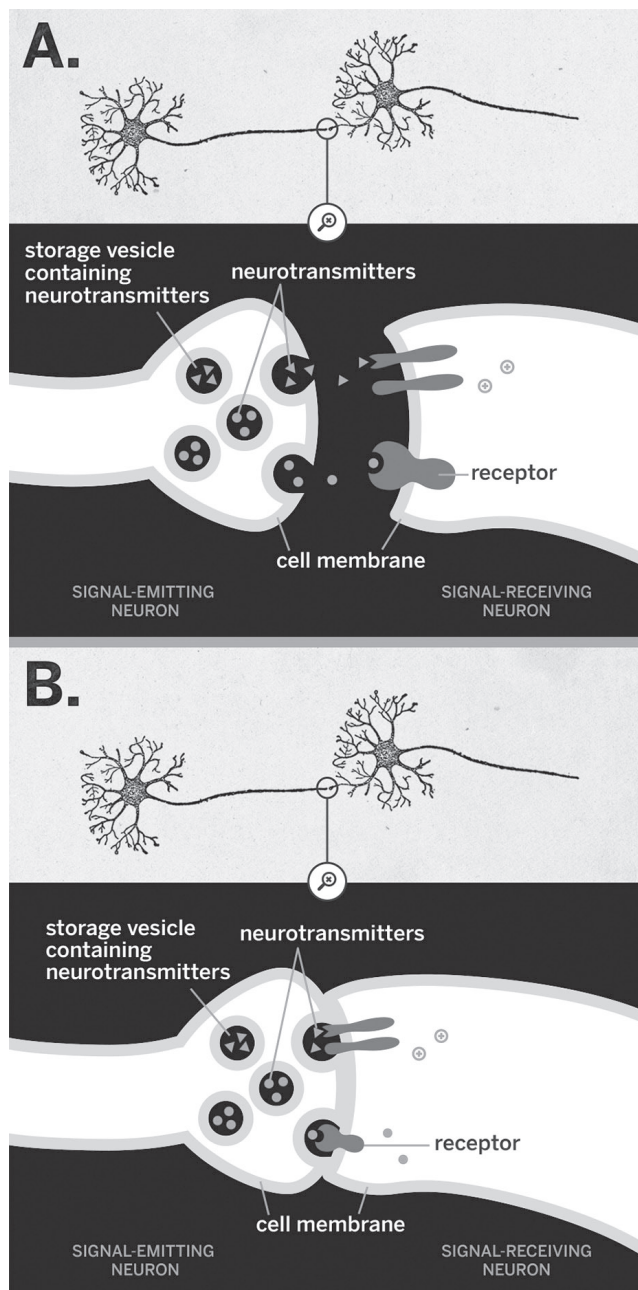 A.
storage vesicle
containing
neurotransmitters
neurotransmitters
receptor
cell membrane
SIGNAL-EMITTING
NEURON
SIGNAL-RECEIVING
NEURON
B.
storage vesicle
containing
neurotransmitters
neurotransmitters
receptor
cell membrane
SIGNAL-EMITTING
NEURON
SIGNAL-RECEIVING
NEURON